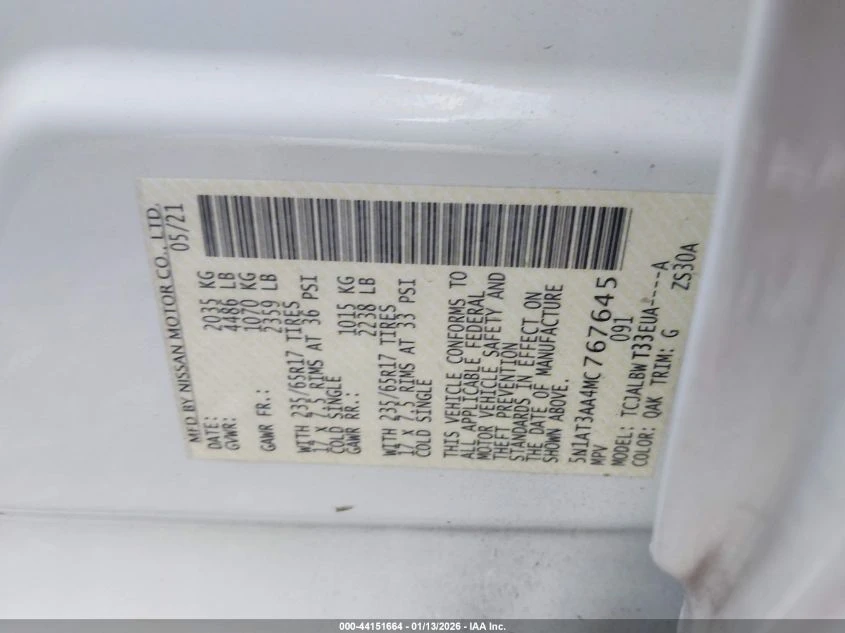 MFD BY NISSAN MOTOR CO., LTD.
DATE: 05/21
GVWR: 2035 KG
4486 LB
GAWR FR.: 1070 KG
2359 LB
WITH 235/65R17 TIRES
17 X 7.5 RIMS AT 36 PSI
COLD SINGLE
GAWR RR.: 1015 KG
2238 LB
WITH 235/65R17 TIRES
17 X 7.5 RIMS AT 33 PSI
COLD SINGLE
THIS VEHICLE CONFORMS TO
ALL APPLICABLE FEDERAL
MOTOR VEHICLE SAFETY AND
THEFT PREVENTION
STANDARDS IN EFFECT ON
THE DATE OF MANUFACTURE
SHOWN ABOVE.
5N1AT3AA4MC767645
MPV 091
MODEL: TCJALBWT33EUA----A
COLOR: QAK TRIM: G ZS30A
000-44151664 - 01/13/2026 - IAA Inc.